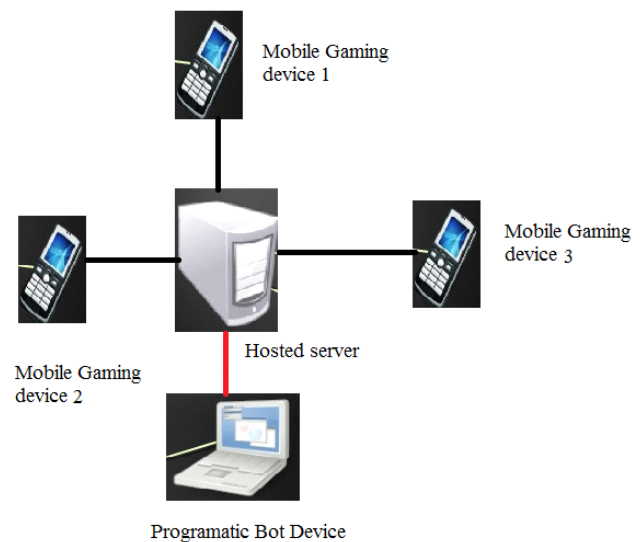 Mobile Gaming
device 1
Mobile Gaming
device 3
Hosted server
Mobile Gaming
device 2
Programatic Bot Device